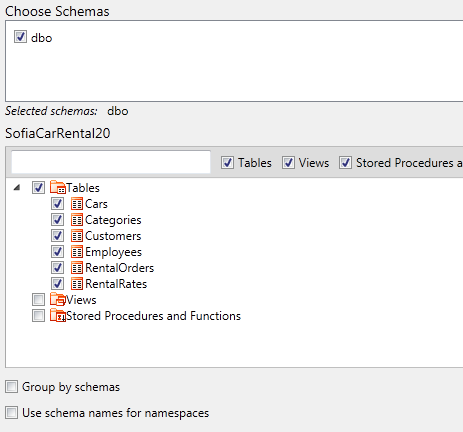 Choose Schemas
dbo
Selected schemas: dbo
SofiaCarRental20
Tables Views Stored Procedures a
Tables
Cars
Categories
Customers
Employees
RentalOrders
RentalRates
Views
Stored Procedures and Functions
Group by schemas
Use schema names for namespaces